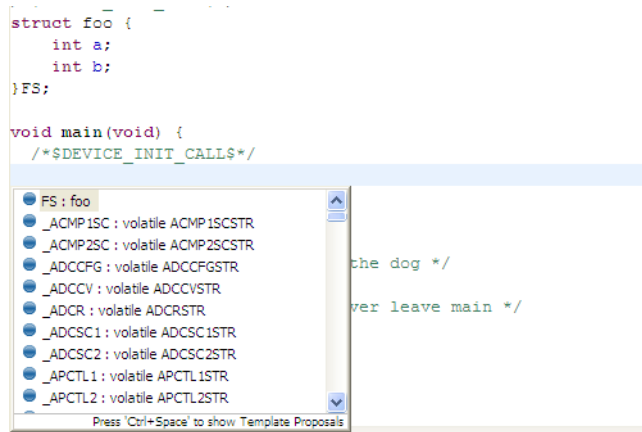 struct foo {
int a;
int b;
}FS;
void main(void) {
/*$DEVICE_INIT_CALL$*/
FS : foo
_ACMP1SC : volatile ACMP1SCSTR
_ACMP2SC : volatile ACMP2SCSTR
_ADCCFG : volatile ADCCFGSTR
the dog */
_ADCCV : volatile ADCCVSTR
_ADCR : volatile ADCRSTR
ver leave main */
_ADCSC1 : volatile ADCSC1STR
_ADCSC2 : volatile ADCSC2STR
_APCTL1 : volatile APCTL1STR
_APCTL2 : volatile APCTL2STR
Press 'Ctrl+Space' to show Template Proposals